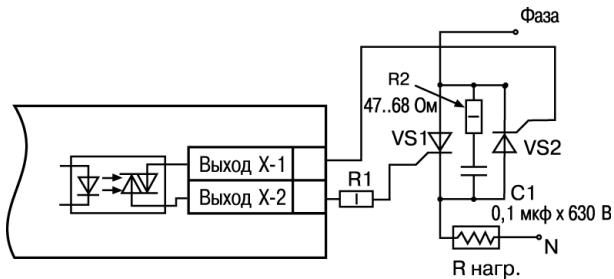 Фаза
R2
47..68 Ом
VS1
VS2
Выход X-1
R1
Выход X-2
C1
0,1 мкф x 630 В
N
R нагр.